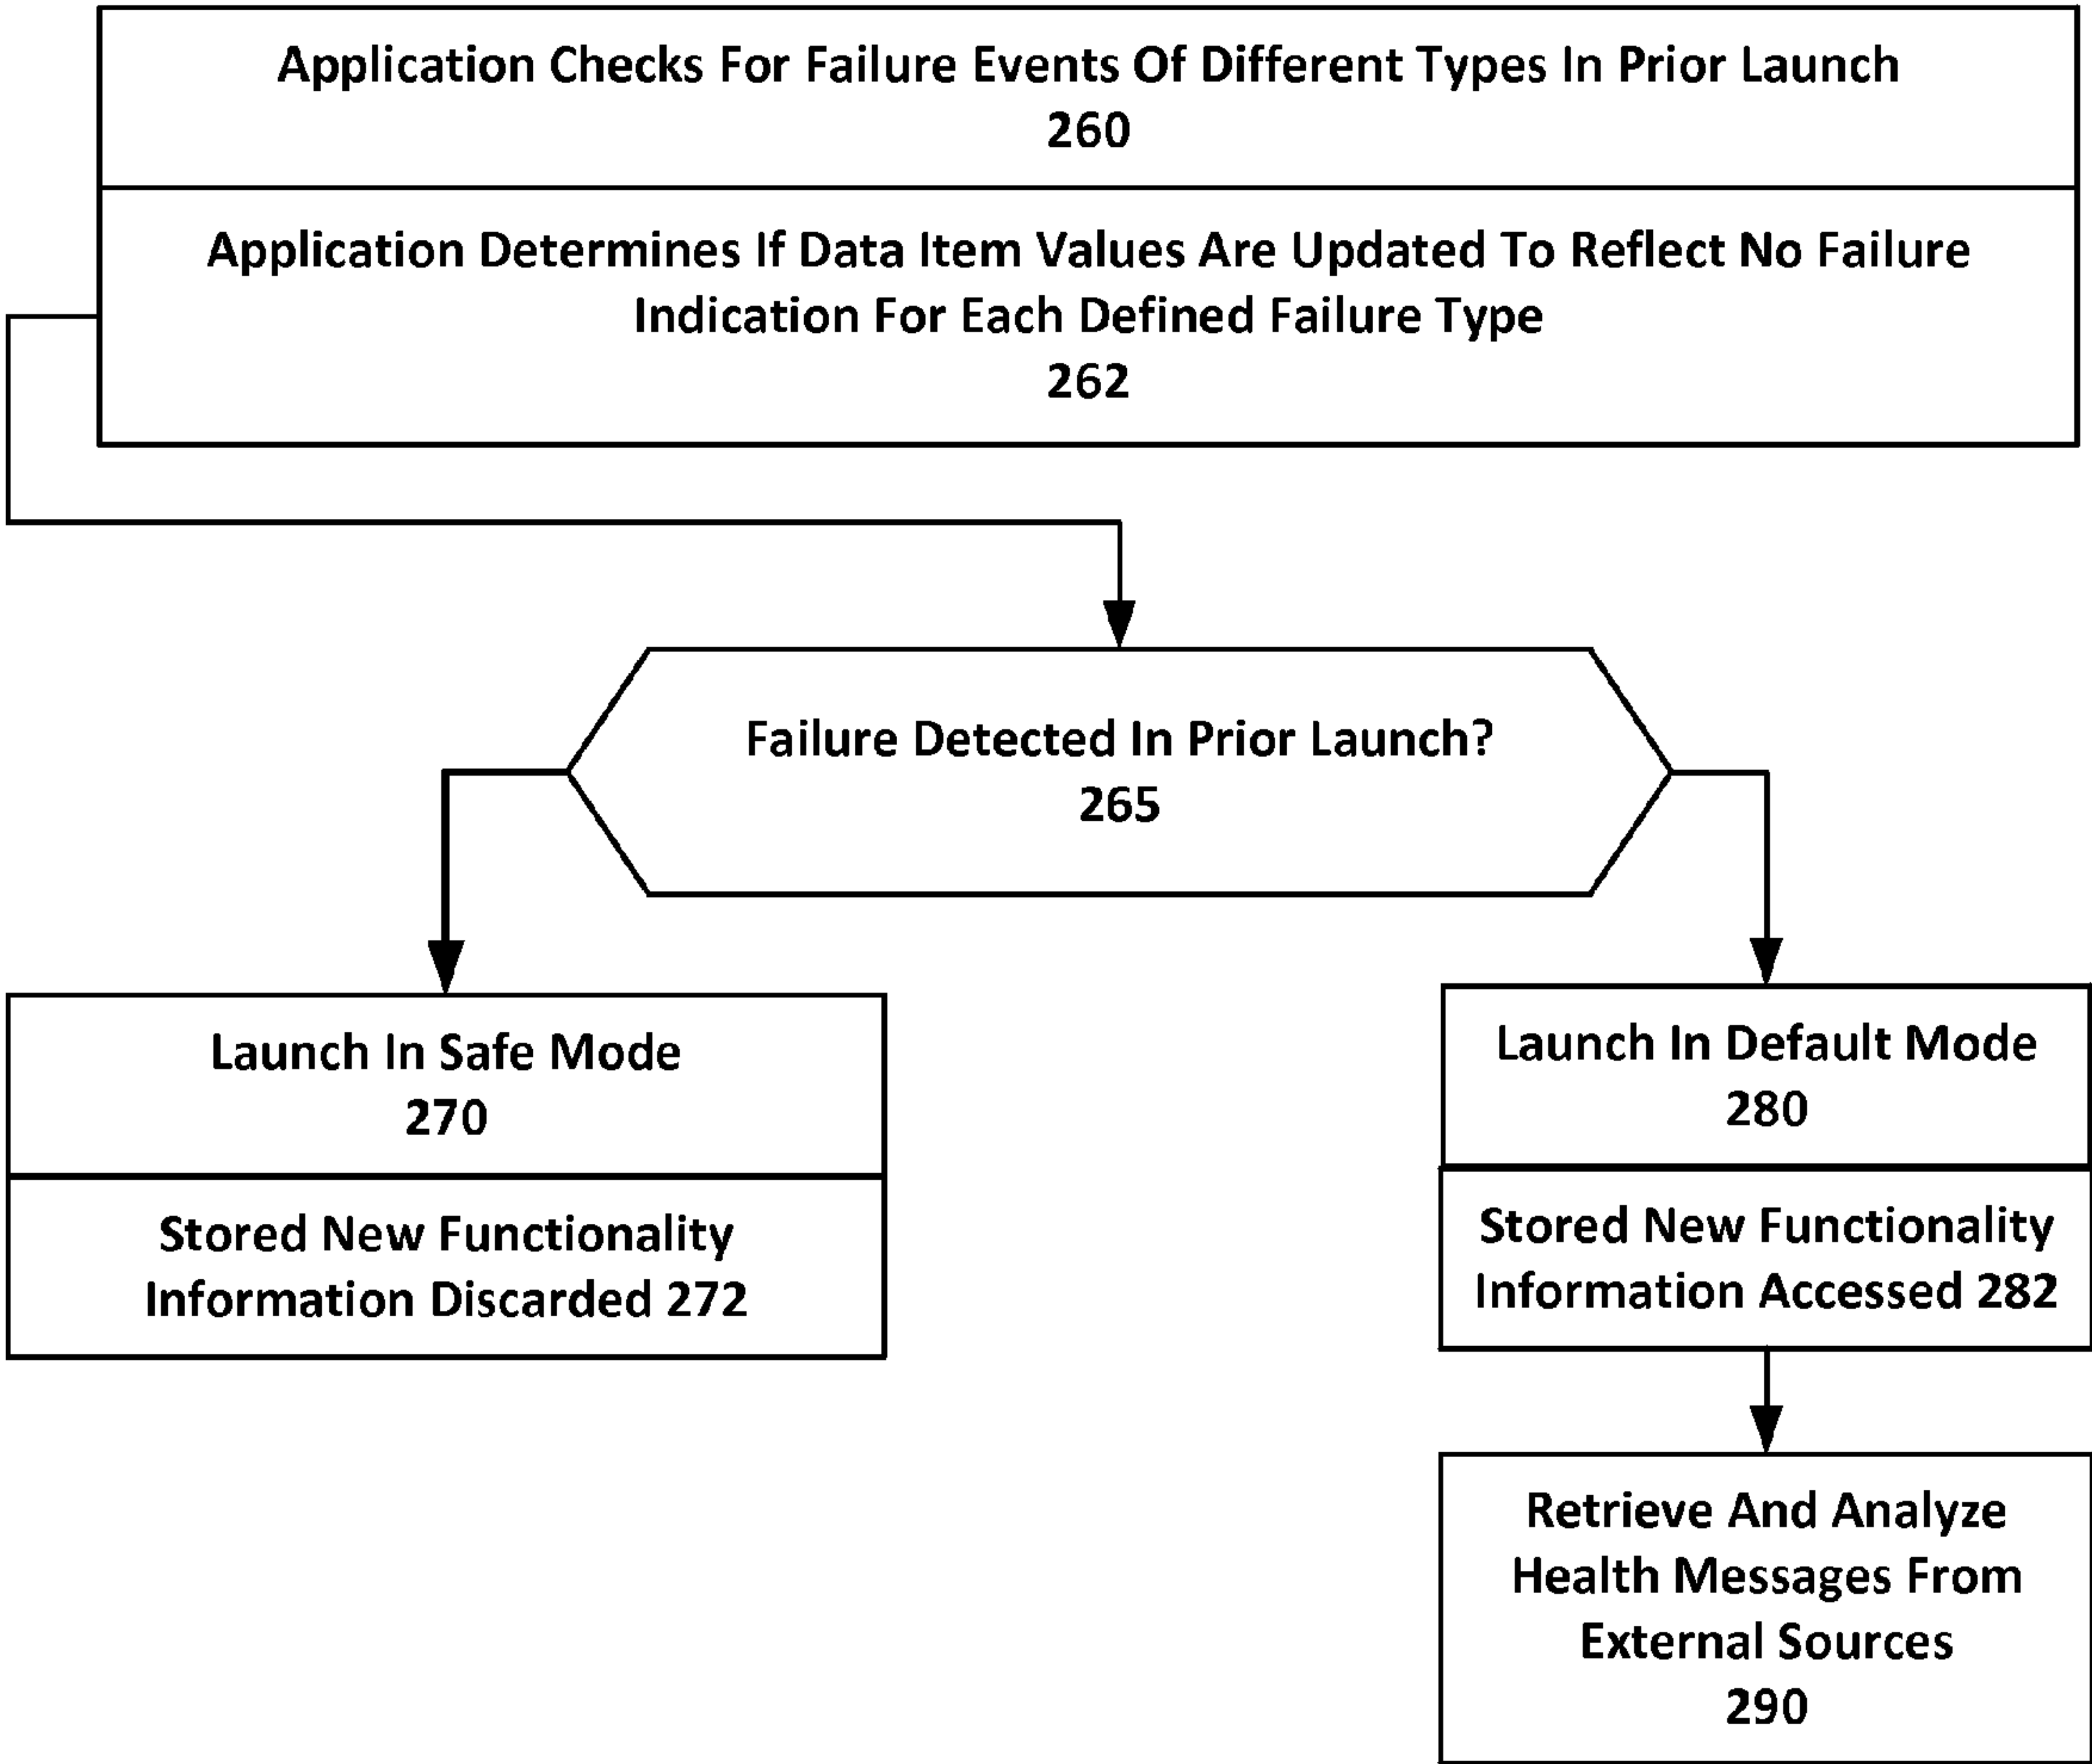 Application Checks For Failure Events Of Different Types In Prior Launch
260
Application Determines If Data Item Values Are Updated To Reflect No Failure
Indication For Each Defined Failure Type
262
Failure Detected In Prior Launch?
265
Launch In Safe Mode
270
Stored New Functionality
Information Discarded 272
Launch In Default Mode
280
Stored New Functionality
Information Accessed 282
Retrieve And Analyze
Health Messages From
External Sources
290